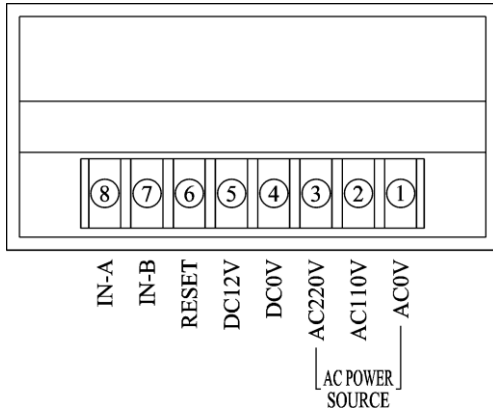 8 7 6 5 4 3 2 1
IN-A
IN-B
RESET
DC12V
DC0V
AC220V
AC110V
AC0V
AC POWER
SOURCE